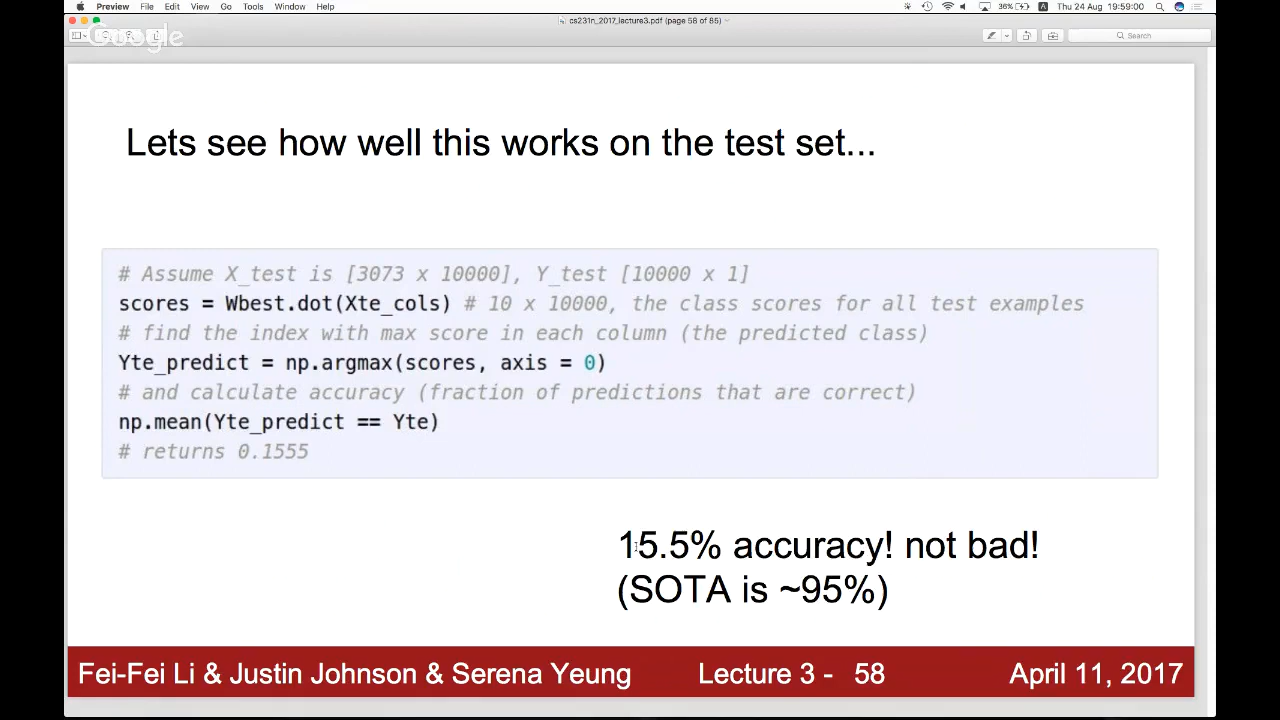 Preview File Edit View Go Tools Window Help 36% A Thu 24 Aug 19:59:00
cs231n_2017_lecture3.pdf (page 58 of 85)
Google
Search
Lets see how well this works on the test set...
# Assume X_test is [3073 x 10000], Y_test [10000 x 1]
scores = Wbest.dot(Xte_cols) # 10 x 10000, the class scores for all test examples
# find the index with max score in each column (the predicted class)
Yte_predict = np.argmax(scores, axis = 0)
# and calculate accuracy (fraction of predictions that are correct)
np.mean(Yte_predict == Yte)
# returns 0.1555
15.5% accuracy! not bad!
(SOTA is ~95%)
Fei-Fei Li & Justin Johnson & Serena Yeung Lecture 3 - 58 April 11, 2017